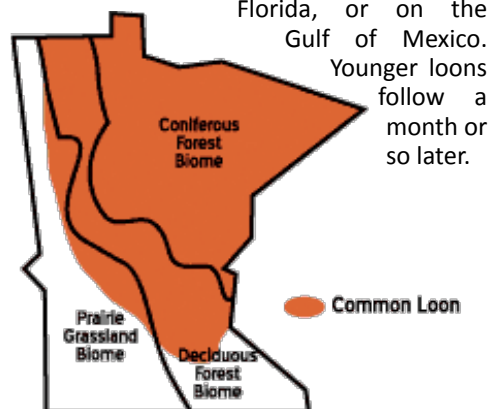 Florida, or on the
Gulf of Mexico.
Younger loons
follow a
month or
so later.
Coniferous
Forest
Biome
Common Loon
Prairie
Grassland
Biome
Deciduous
Forest
Biome